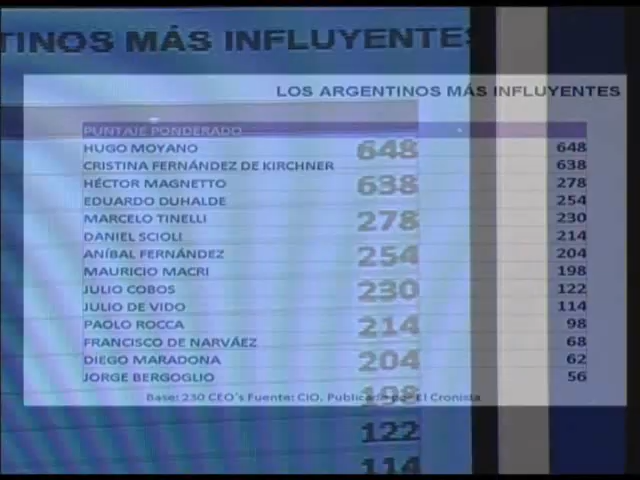 TINOS MÁS INFLUYENTES
LOS ARGENTINOS MÁS INFLUYENTES
PUNTAJE PONDERADO
HUGO MOYANO 648
CRISTINA FERNÁNDEZ DE KIRCHNER 638
HÉCTOR MAGNETTO 278
EDUARDO DUHALDE 254
MARCELO TINELLI 230
DANIEL SCIOLI 214
ANÍBAL FERNÁNDEZ 204
MAURICIO MACRI 198
JULIO COBOS 122
JULIO DE VIDO 114
PAOLO ROCCA 98
FRANCISCO DE NARVÁEZ 68
DIEGO MARADONA 62
JORGE BERGOGLIO 56
Base: 230 CEO's Fuente: CIO, Publicado por El Cronista
648
638
278
254
230
214
204
198
122
114